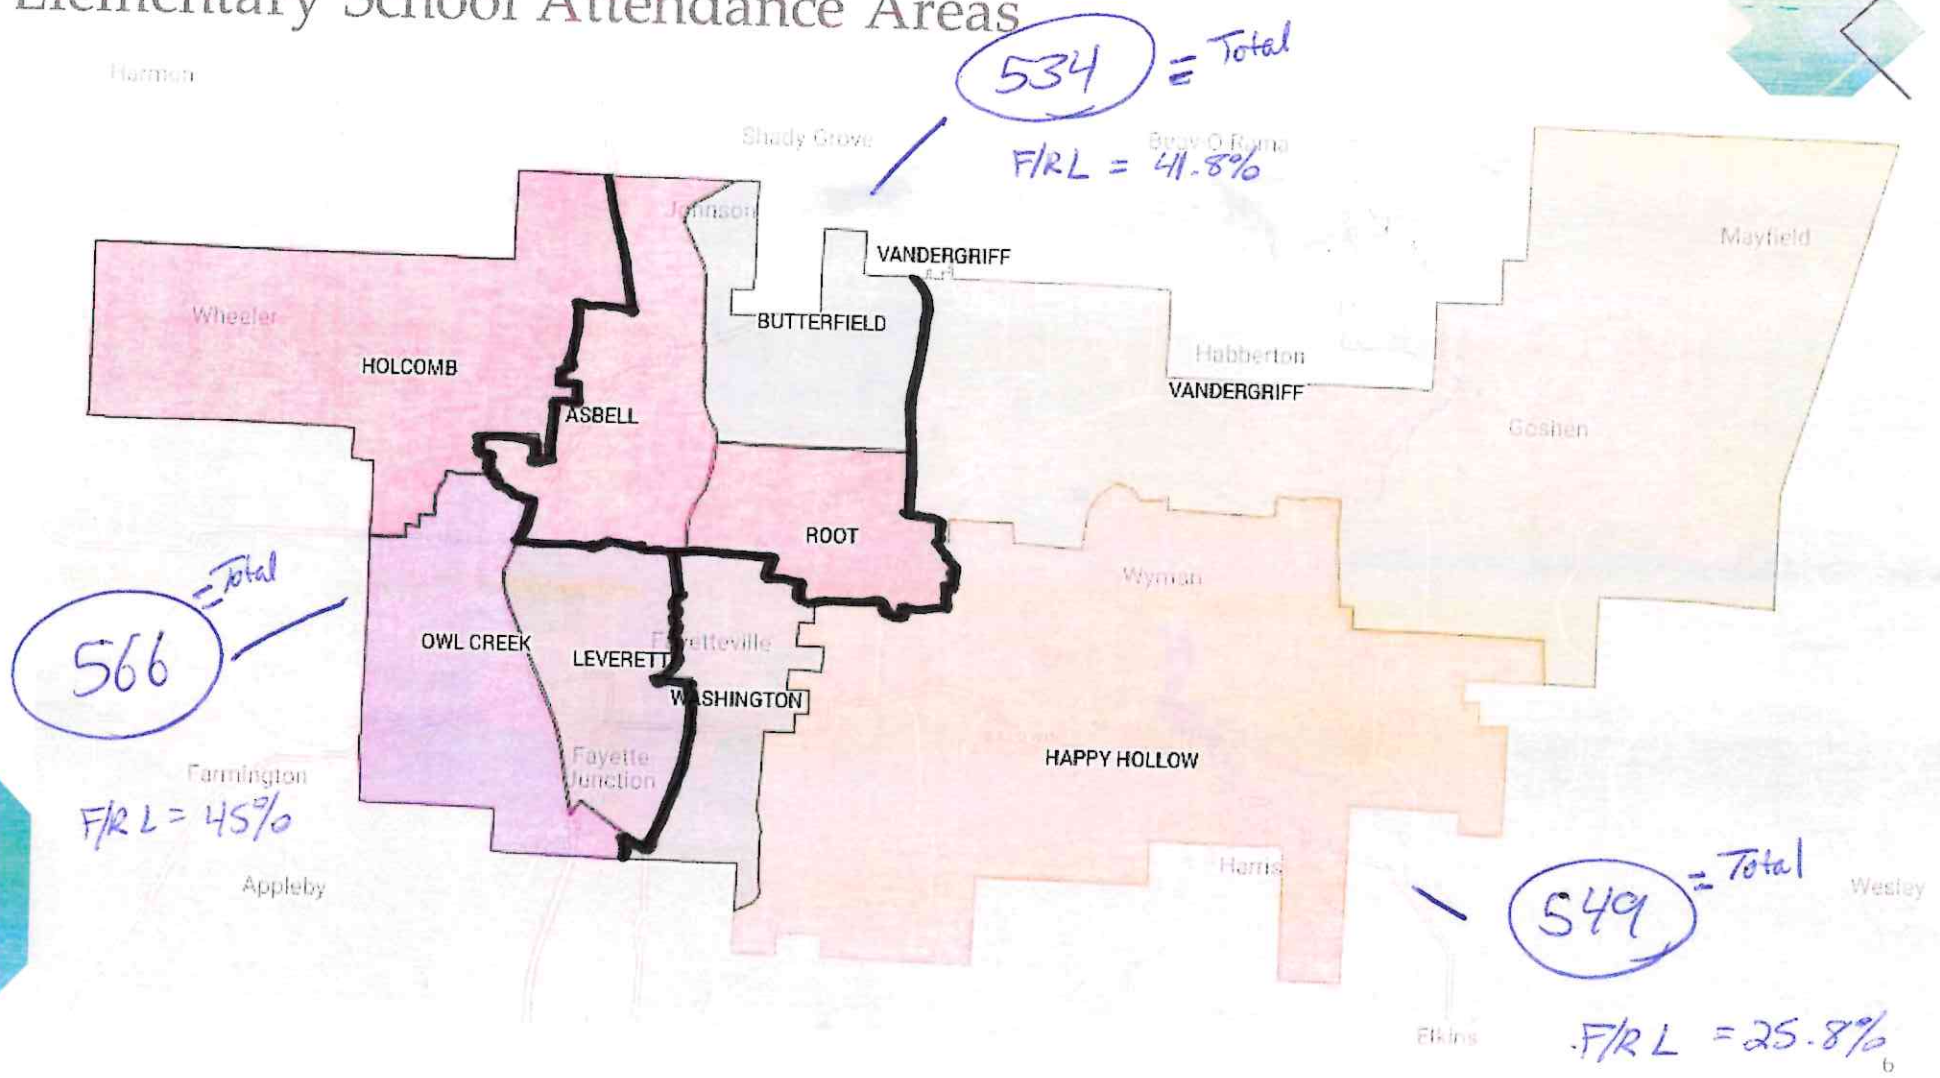 Elementary School Attendance Areas
534 = Total
Harmon
Shady Grove
F/RL = 41.8%
Johnson
Mayfield
VANDERGRIFF
Wheeler
BUTTERFIELD
Habberton
HOLCOMB
VANDERGRIFF
ASBELL
Goshen
ROOT
= Total
Wyman
566
OWL CREEK
LEVERETT
Fayetteville
WASHINGTON
Fayette
Junction
HAPPY HOLLOW
Farmington
F/RL = 45%
Harris
Appleby
549 = Total
Wesley
Elkins
F/RL = 25.8%
6